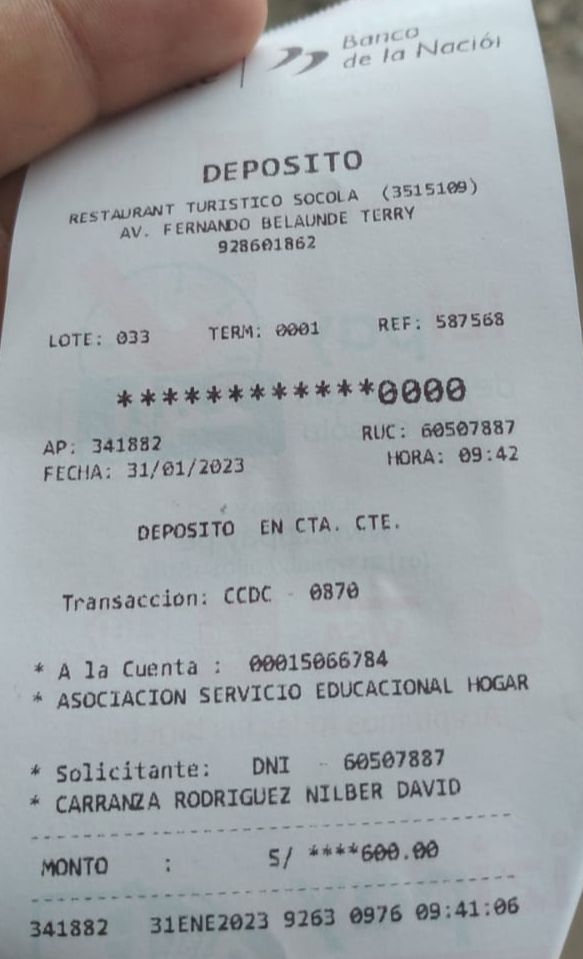 Banco
de la Nació
DEPOSITO
RESTAURANT TURISTICO SOCOLA (3515109)
AV. FERNANDO BELAUNDE TERRY
928601862
LOTE: 033 TERM: 0001 REF: 587568
************0000
AP: 341882 RUC: 60507887
FECHA: 31/01/2023 HORA: 09:42
DEPOSITO EN CTA. CTE.
Transaccion: CCDC - 0870
* A la Cuenta : 00015066784
* ASOCIACION SERVICIO EDUCACIONAL HOGAR
* Solicitante: DNI - 60507887
* CARRANZA RODRIGUEZ NILBER DAVID
MONTO : S/ ****600.00
341882 31ENE2023 9263 0976 09:41:06